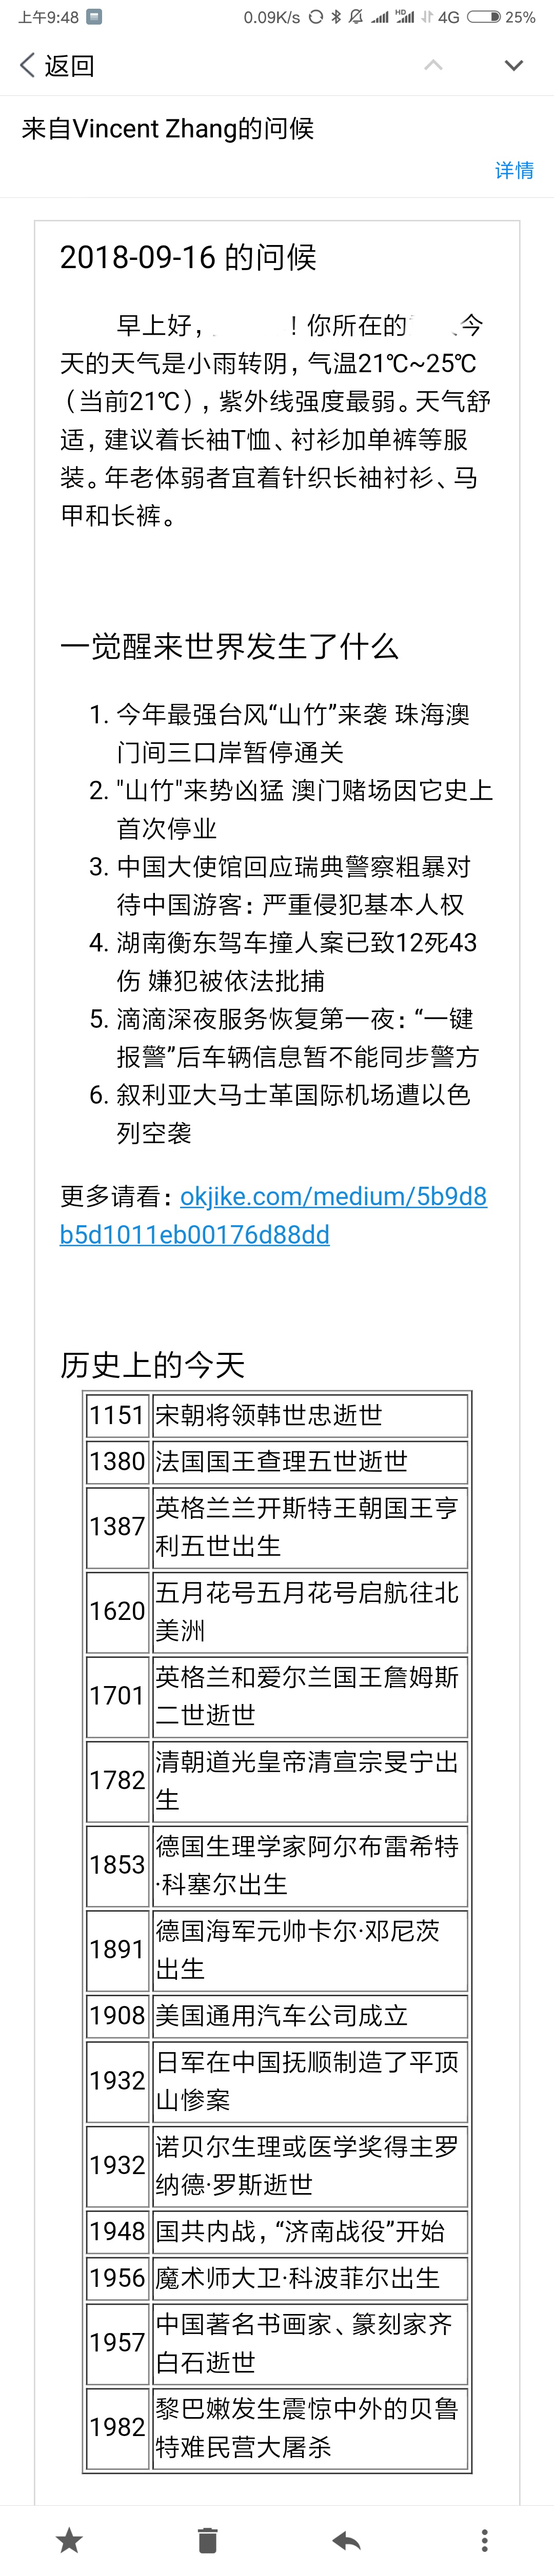 上午9:48
0.09K/s
HD
4G
25%
返回
来自Vincent Zhang的问候
详情
2018-09-16 的问候
早上好，
！你所在的
今
天的天气是小雨转阴，气温21℃~25℃
（当前21℃），紫外线强度最弱。天气舒
适，建议着长袖T恤、衬衫加单裤等服
装。年老体弱者宜着针织长袖衬衫、马
甲和长裤。
一觉醒来世界发生了什么
1. 今年最强台风“山竹”来袭 珠海澳
门间三口岸暂停通关
2. "山竹"来势凶猛 澳门赌场因它史上
首次停业
3. 中国大使馆回应瑞典警察粗暴对
待中国游客：严重侵犯基本人权
4. 湖南衡东驾车撞人案已致12死43
伤 嫌犯被依法批捕
5. 滴滴深夜服务恢复第一夜：“一键
报警”后车辆信息暂不能同步警方
6. 叙利亚大马士革国际机场遭以色
列空袭
更多请看：okjike.com/medium/5b9d8
b5d1011eb00176d88dd
历史上的今天
1151 宋朝将领韩世忠逝世
1380 法国国王查理五世逝世
1387 英格兰兰开斯特王朝国王亨
利五世出生
1620 五月花号五月花号启航往北
美洲
1701 英格兰和爱尔兰国王詹姆斯
二世逝世
1782 清朝道光皇帝清宣宗旻宁出
生
1853 德国生理学家阿尔布雷希特
·科塞尔出生
1891 德国海军元帅卡尔·邓尼茨
出生
1908 美国通用汽车公司成立
1932 日军在中国抚顺制造了平顶
山惨案
1932 诺贝尔生理或医学奖得主罗
纳德·罗斯逝世
1948 国共内战，“济南战役”开始
1956 魔术师大卫·科波菲尔出生
1957 中国著名书画家、篆刻家齐
白石逝世
1982 黎巴嫩发生震惊中外的贝鲁
特难民营大屠杀